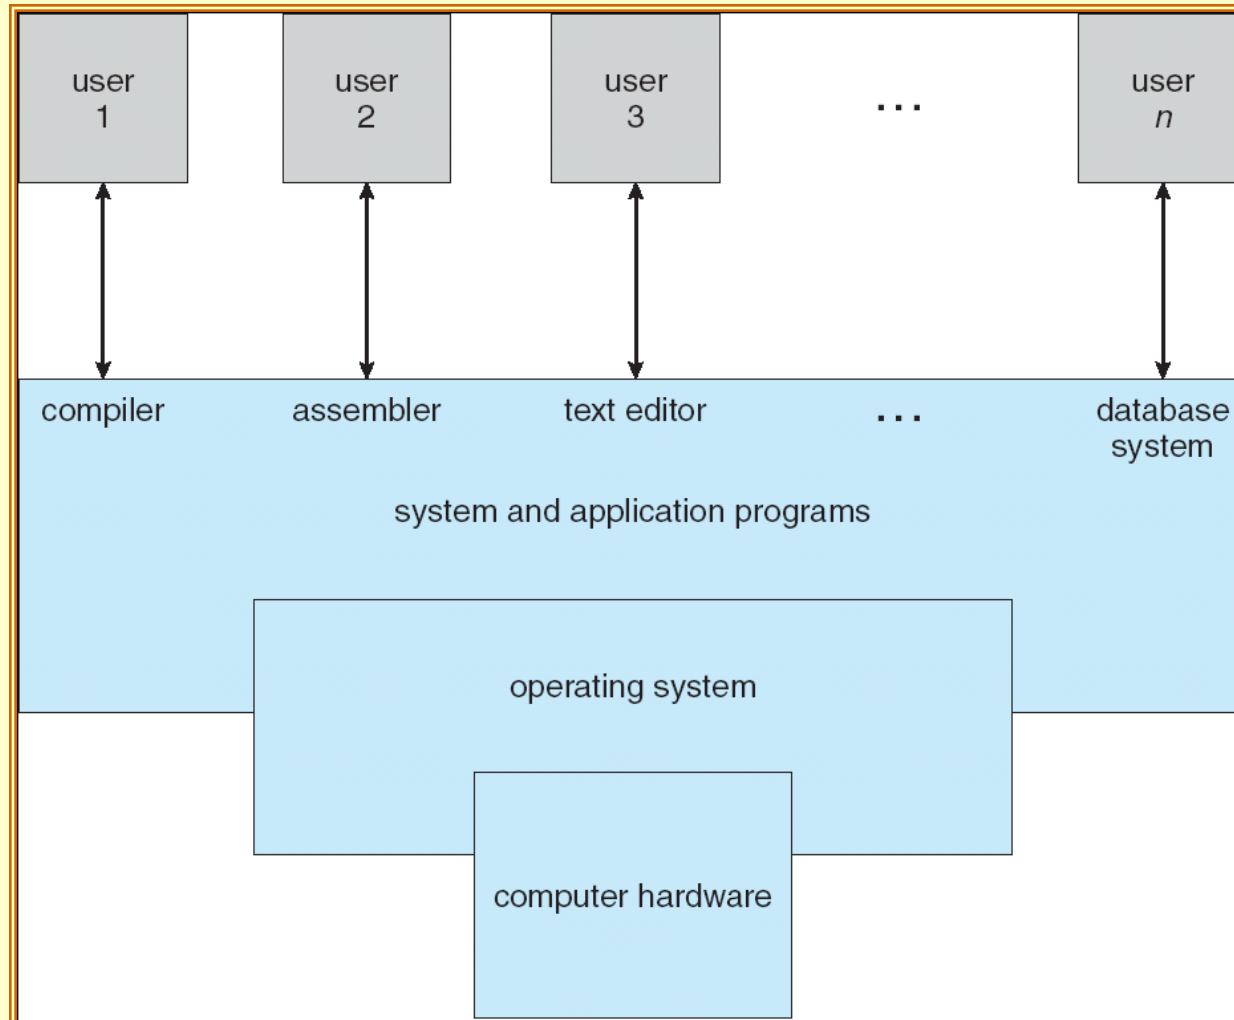 user
1
user
2
user
3
...
user
n
compiler
assembler
text editor
...
database
system
system and application programs
operating system
computer hardware